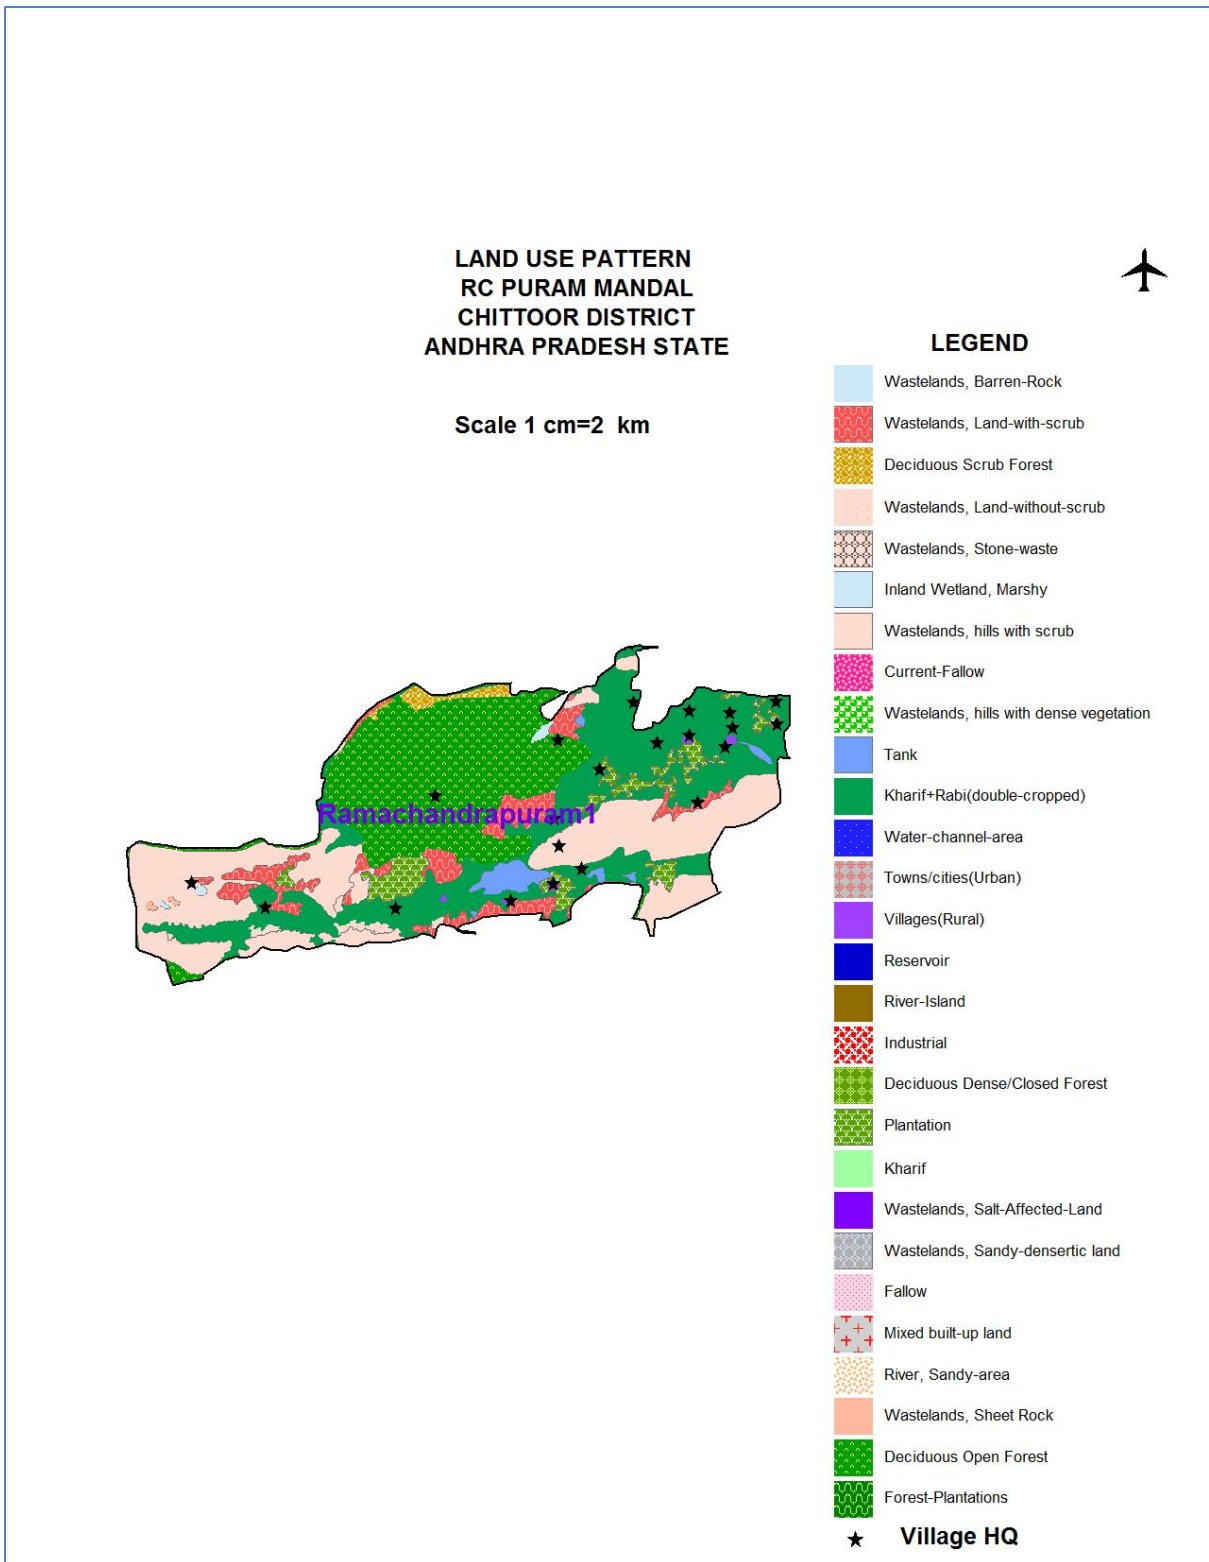 LAND USE PATTERN
RC PURAM MANDAL
CHITTOOR DISTRICT
ANDHRA PRADESH STATE
Scale 1 cm=2 km
LEGEND
Wastelands, Barren-Rock
Wastelands, Land-with-scrub
Deciduous Scrub Forest
Wastelands, Land-without-scrub
Wastelands, Stone-waste
Inland Wetland, Marshy
Wastelands, hills with scrub
Current-Fallow
Wastelands, hills with dense vegetation
Tank
Kharif+Rabi(double-cropped)
Water-channel-area
Towns/cities(Urban)
Villages(Rural)
Reservoir
River-Island
Industrial
Deciduous Dense/Closed Forest
Plantation
Kharif
Wastelands, Salt-Affected-Land
Wastelands, Sandy-densertic land
Fallow
Mixed built-up land
River, Sandy-area
Wastelands, Sheet Rock
Deciduous Open Forest
Forest-Plantations
Village HQ
Ramachandrapuram1